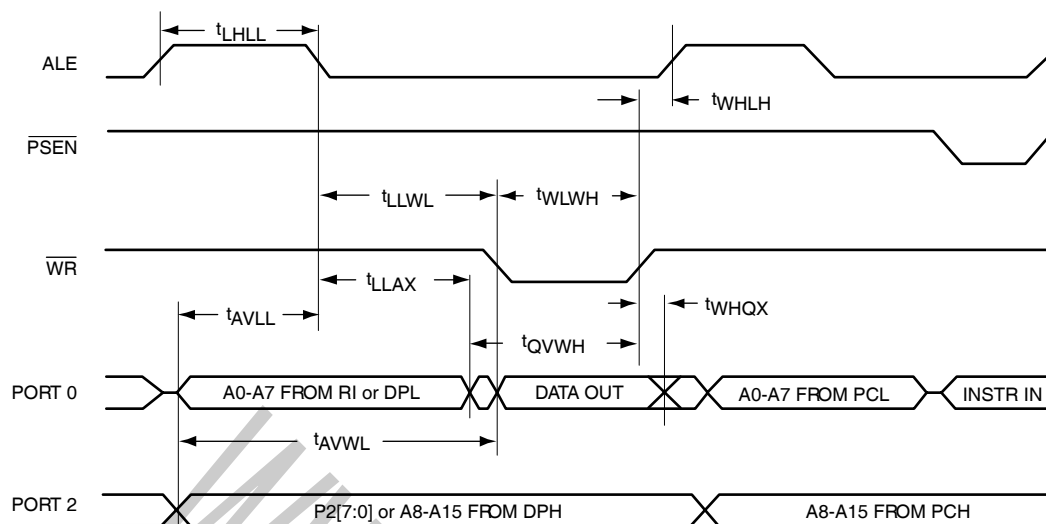 tLHLL
ALE
tWHLH
PSEN
tLLWL
tWLWH
WR
tLLAX
tAVLL
tWHQX
tQVWH
PORT 0
A0-A7 FROM RI or DPL
DATA OUT
A0-A7 FROM PCL
INSTR IN
tAVWL
PORT 2
P2[7:0] or A8-A15 FROM DPH
A8-A15 FROM PCH